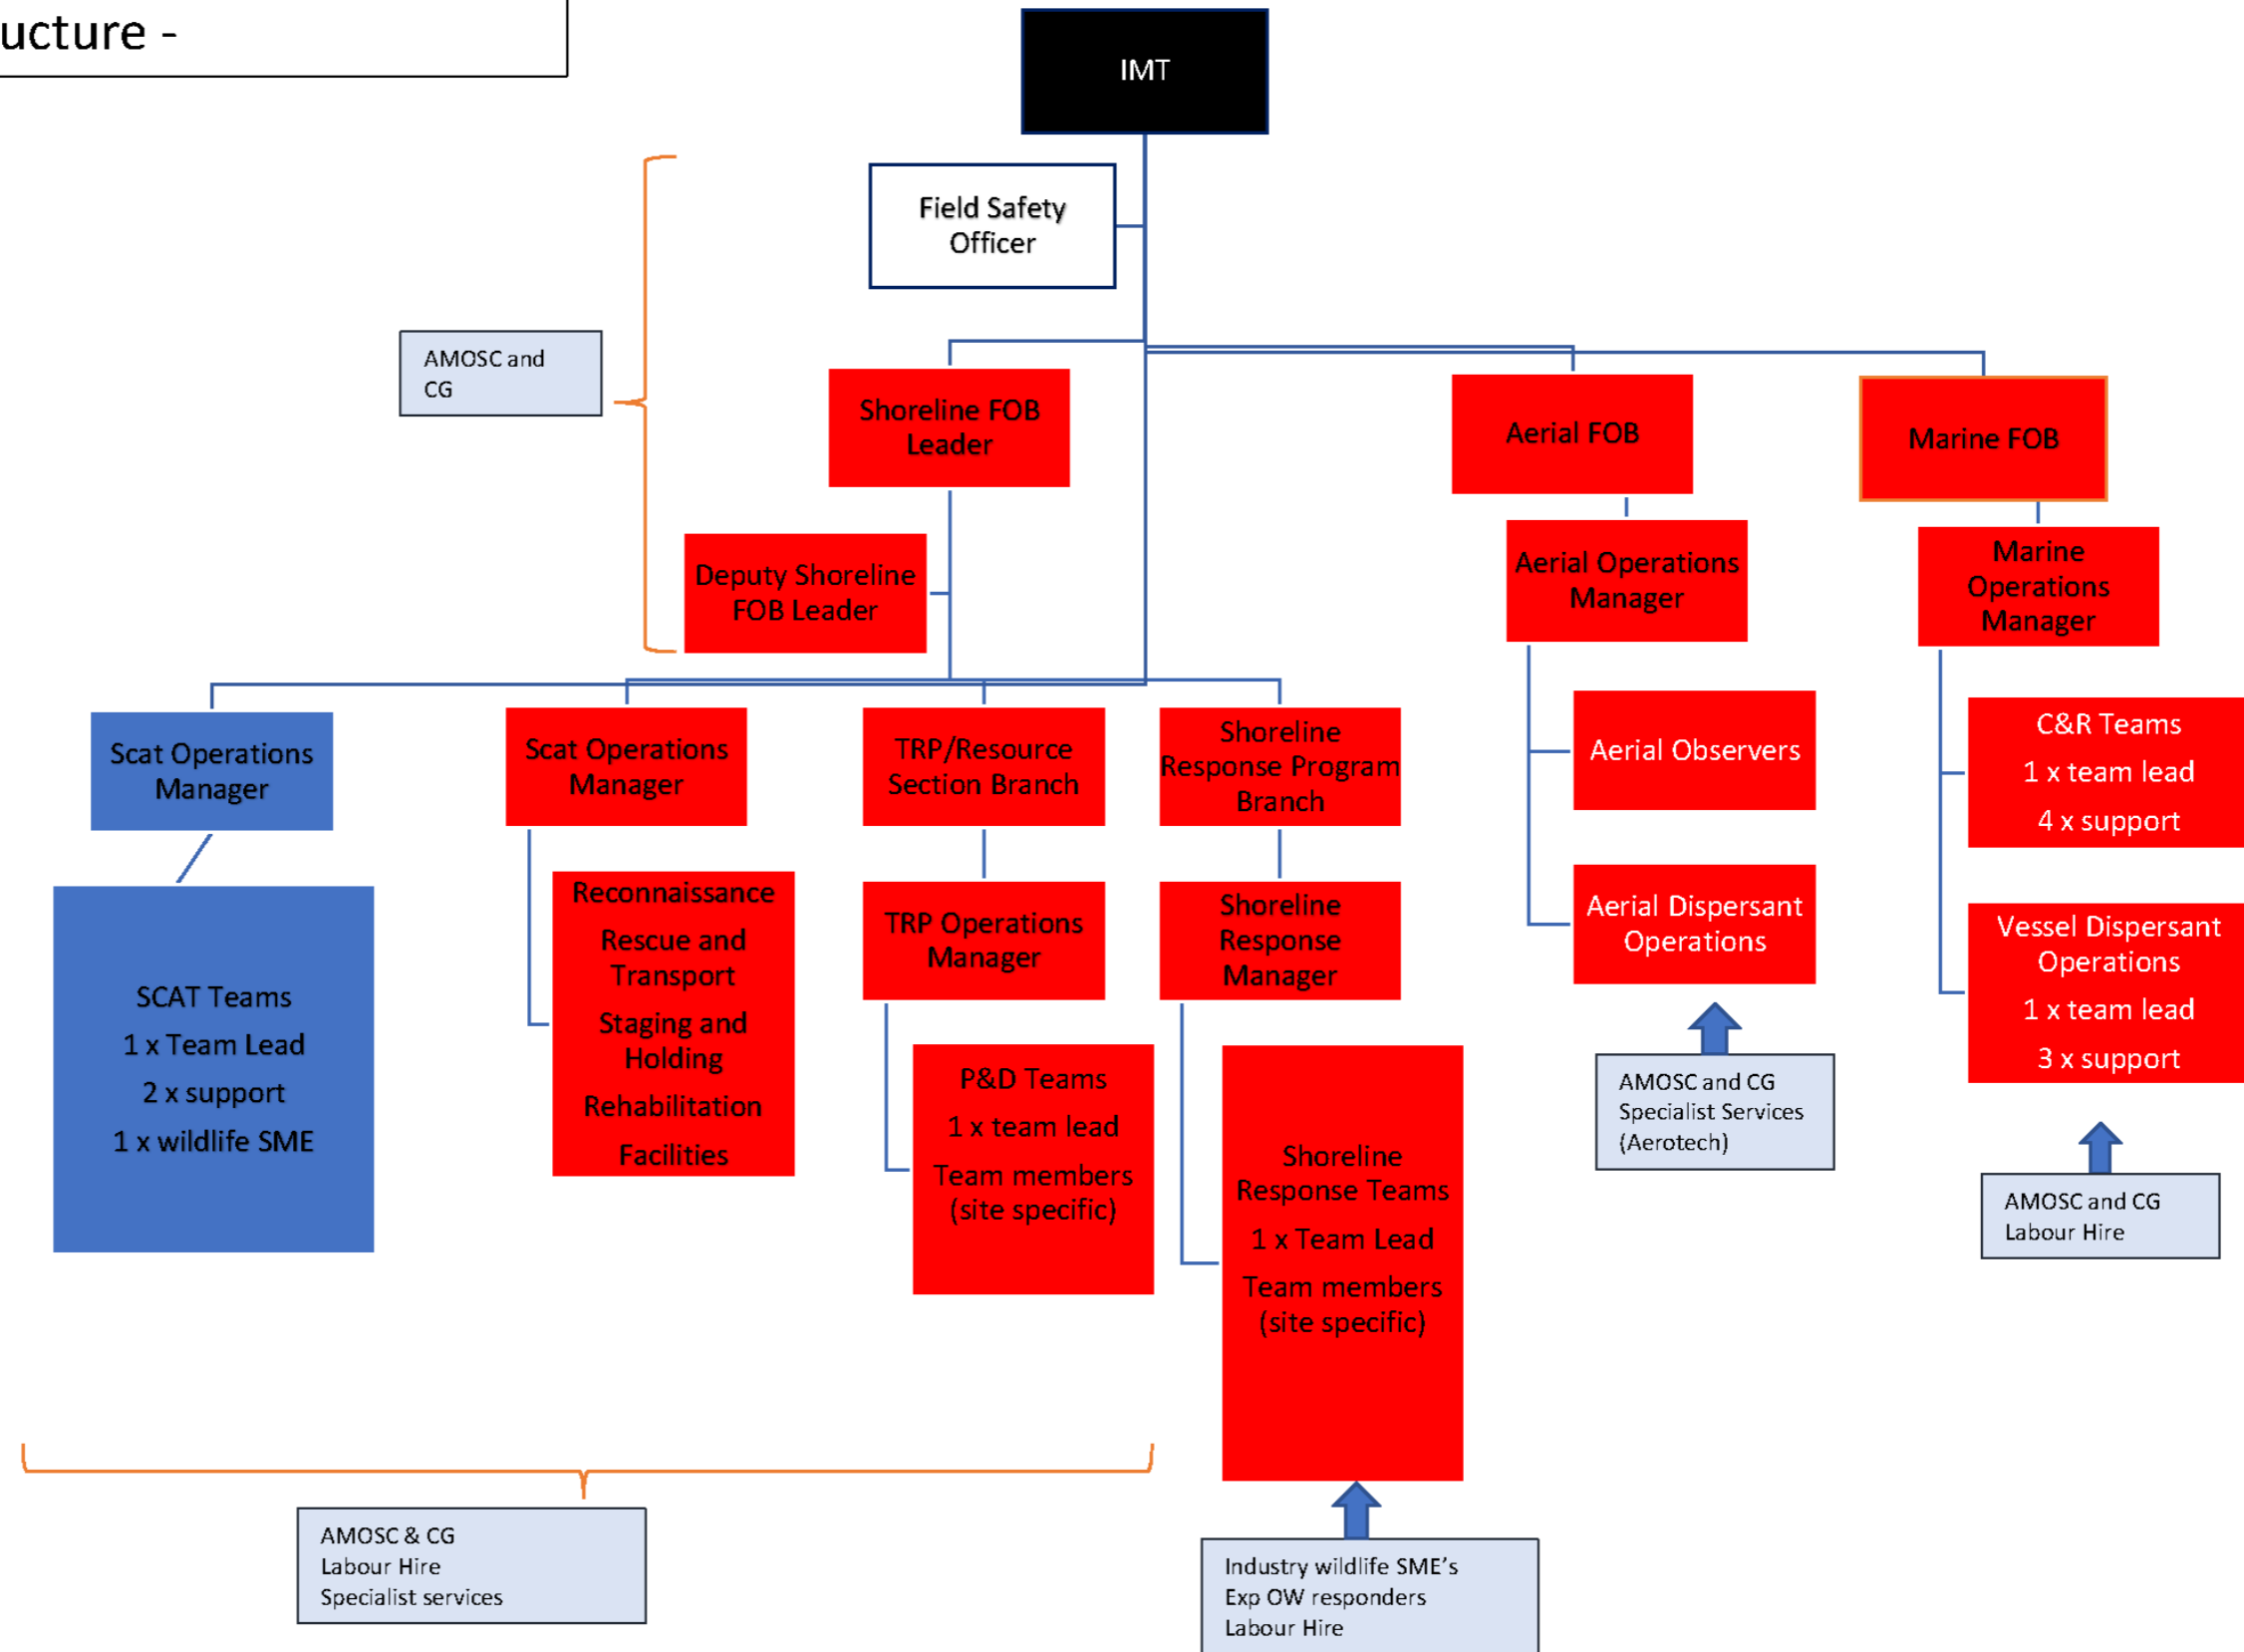 ucture -
IMT
Field Safety
Officer
AMOSC and
CG
Shoreline FOB
Leader
Aerial FOB
Marine FOB
Deputy Shoreline
FOB Leader
Aerial Operations
Manager
Marine
Operations
Manager
Scat Operations
Manager
Scat Operations
Manager
TRP/Resource
Section Branch
Shoreline
Response Program
Branch
Aerial Observers
C&R Teams
1 x team lead
4 x support
SCAT Teams
1 x Team Lead
2 x support
1 x wildlife SME
Reconnaissance
Rescue and
Transport
Staging and
Holding
Rehabilitation
Facilities
TRP Operations
Manager
Shoreline
Response
Manager
Aerial Dispersant
Operations
Vessel Dispersant
Operations
1 x team lead
3 x support
P&D Teams
1 x team lead
Team members
(site specific)
Shoreline
Response Teams
1 x Team Lead
Team members
(site specific)
AMOSC and CG
Specialist Services
(Aerotech)
AMOSC and CG
Labour Hire
AMOSC & CG
Labour Hire
Specialist services
Industry wildlife SME's
Exp OW responders
Labour Hire